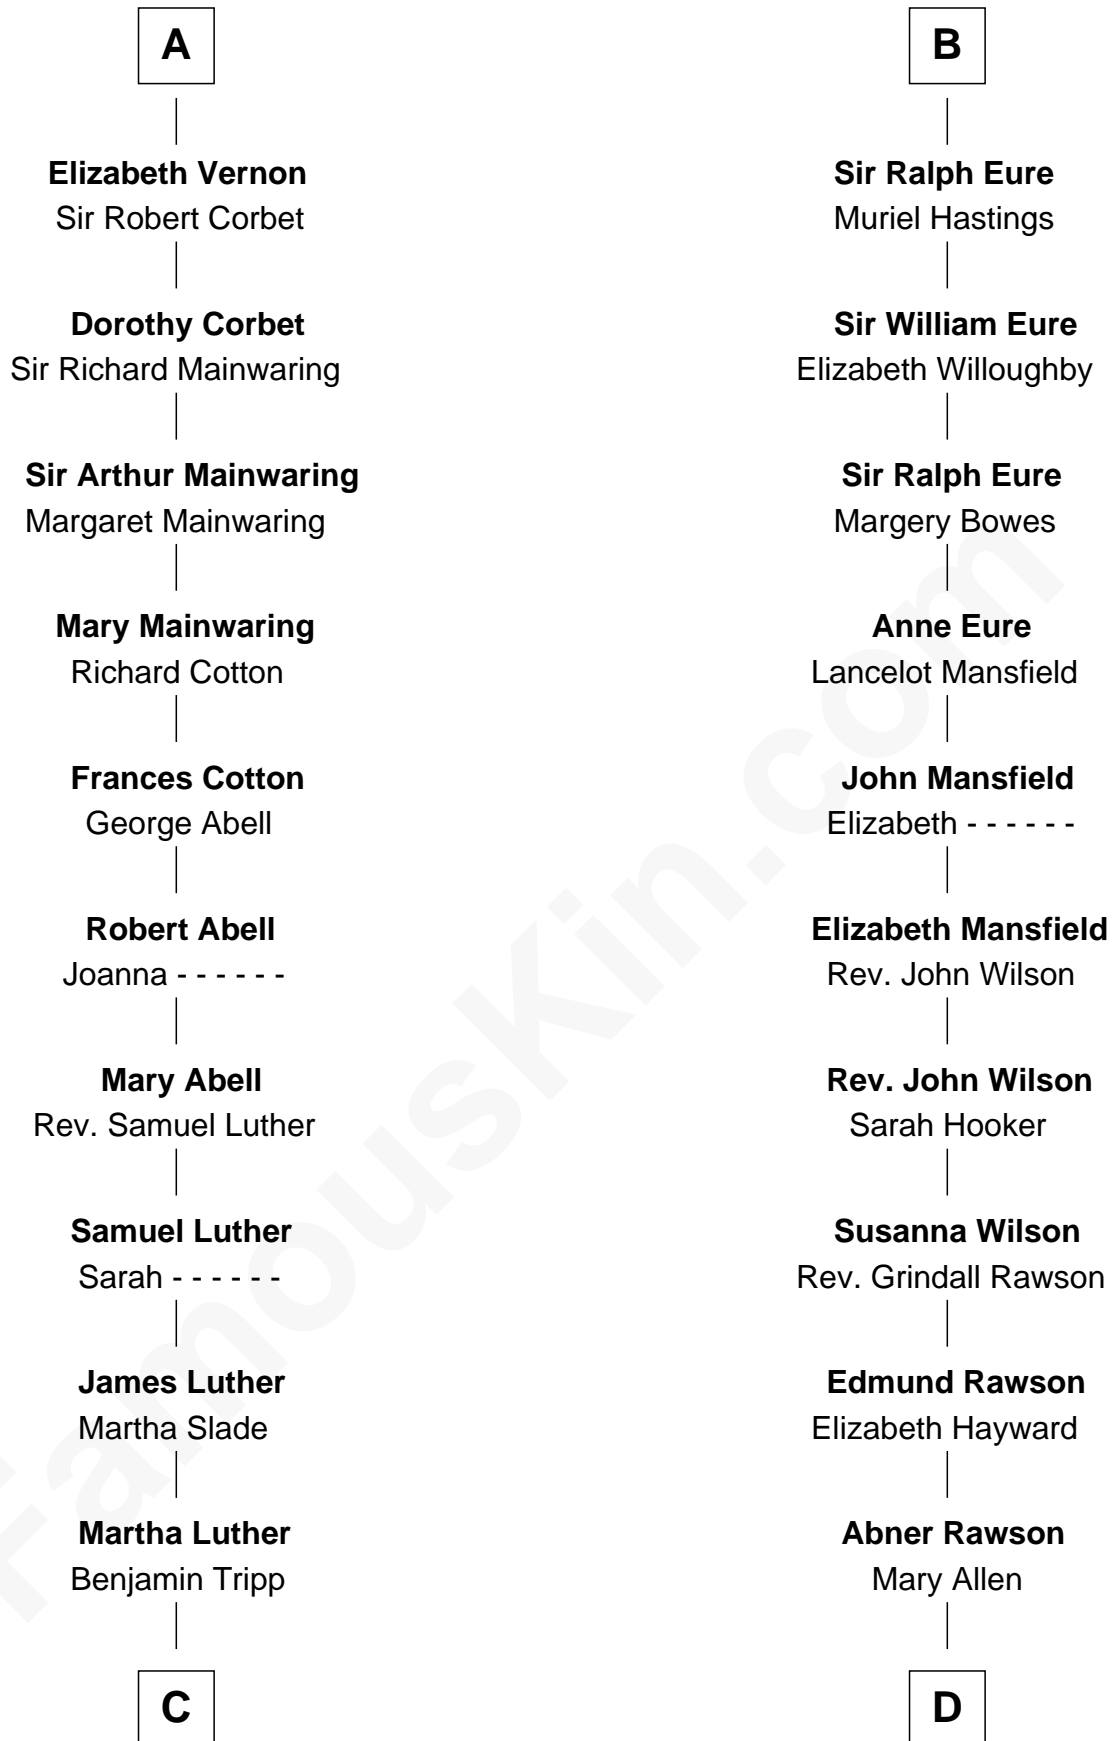 A
Elizabeth Vernon
Sir Robert Corbet
Dorothy Corbet
Sir Richard Mainwaring
Sir Arthur Mainwaring
Margaret Mainwaring
Mary Mainwaring
Richard Cotton
Frances Cotton
George Abell
Robert Abell
Joanna - - - - - -
Mary Abell
Rev. Samuel Luther
Samuel Luther
Sarah - - - - - -
James Luther
Martha Slade
Martha Luther
Benjamin Tripp
C
B
Sir Ralph Eure
Muriel Hastings
Sir William Eure
Elizabeth Willoughby
Sir Ralph Eure
Margery Bowes
Anne Eure
Lancelot Mansfield
John Mansfield
Elizabeth - - - - - -
Elizabeth Mansfield
Rev. John Wilson
Rev. John Wilson
Sarah Hooker
Susanna Wilson
Rev. Grindall Rawson
Edmund Rawson
Elizabeth Hayward
Abner Rawson
Mary Allen
D
FamousKin.com